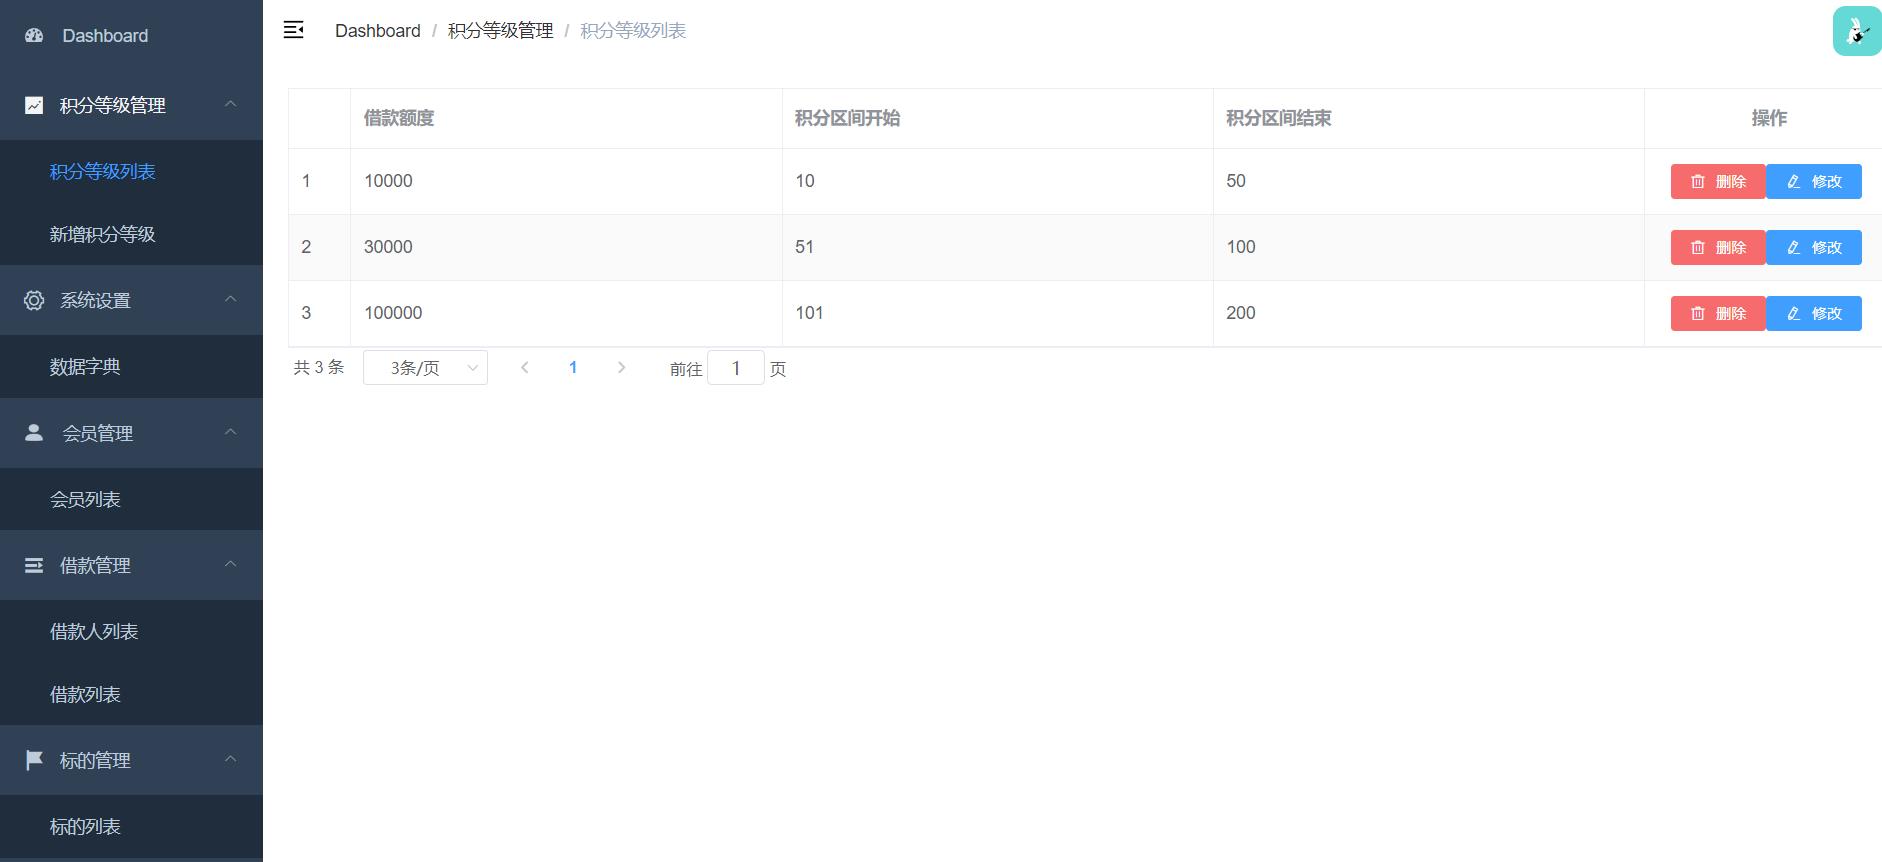 Dashboard
积分等级管理
积分等级列表
新增积分等级
系统设置
数据字典
会员管理
会员列表
借款管理
借款人列表
借款列表
标的管理
标的列表
Dashboard / 积分等级管理 / 积分等级列表
借款额度 积分区间开始 积分区间结束 操作
1 10000 10 50 删除 修改
2 30000 51 100 删除 修改
3 100000 101 200 删除 修改
共 3 条 3条/页 1 前往 1 页